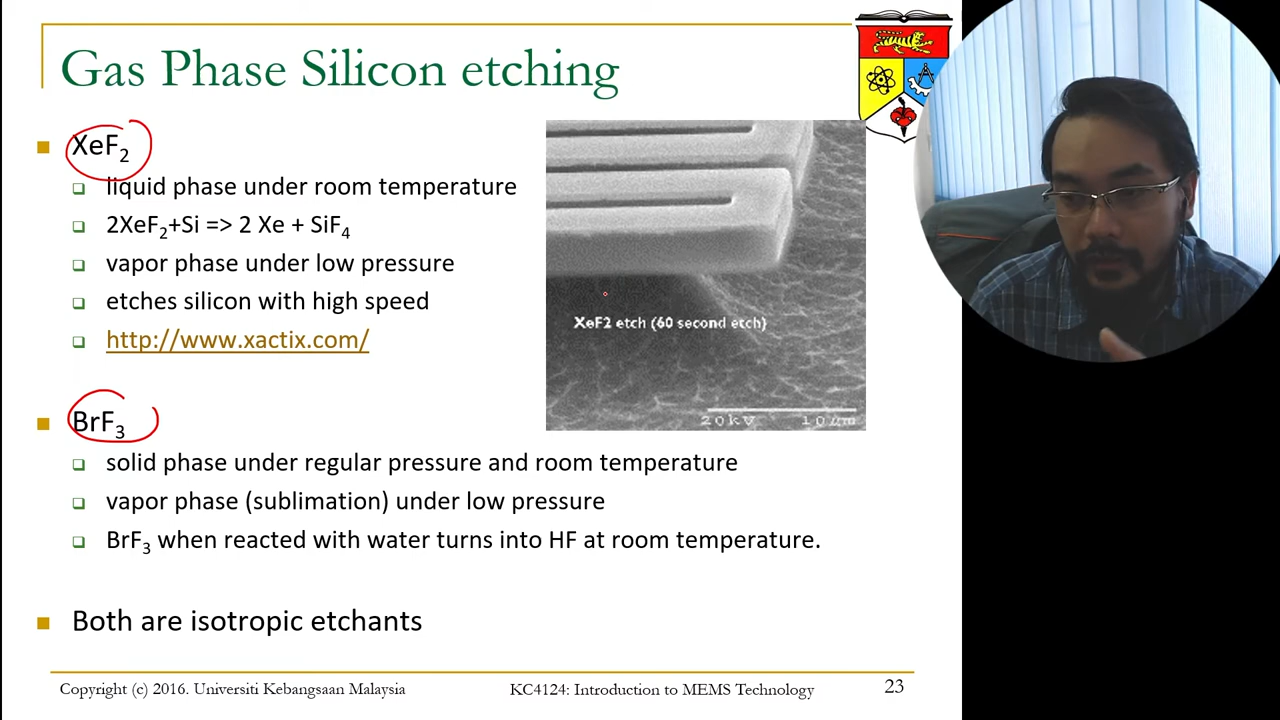 Gas Phase Silicon etching
XeF2
liquid phase under room temperature
2XeF2+Si => 2 Xe + SiF4
vapor phase under low pressure
etches silicon with high speed
http://www.xactix.com/
XeF2 etch (60 second etch)
20kV 10µm
BrF3
solid phase under regular pressure and room temperature
vapor phase (sublimation) under low pressure
BrF3 when reacted with water turns into HF at room temperature.
Both are isotropic etchants
Copyright (c) 2016. Universiti Kebangsaan Malaysia KC4124: Introduction to MEMS Technology 23